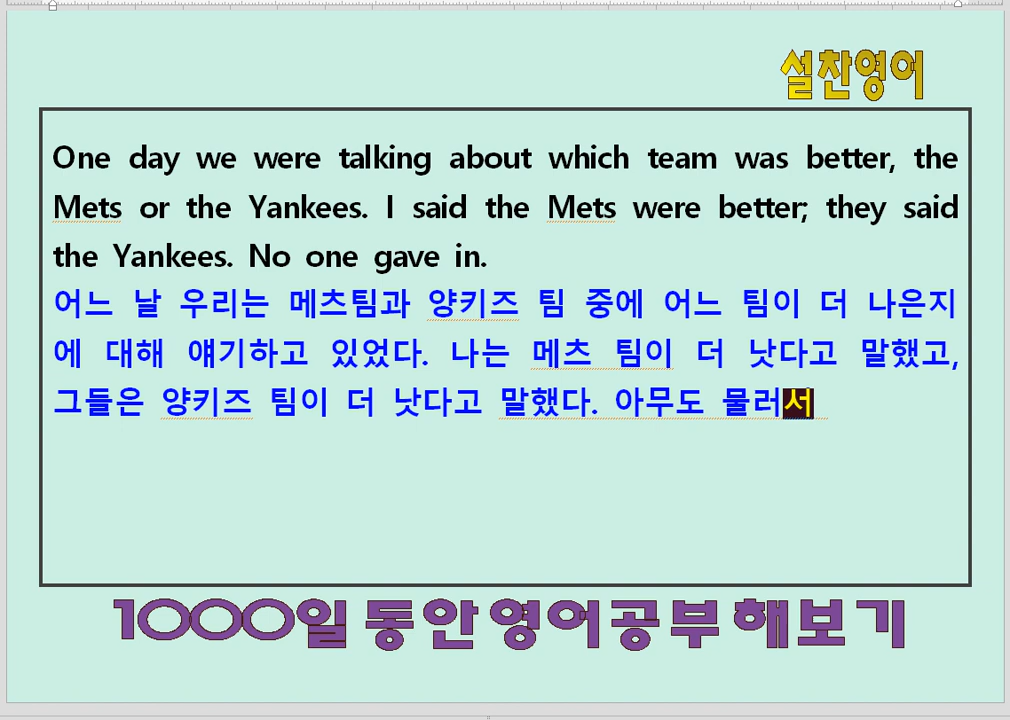 설찬영어
One day we were talking about which team was better, the
Mets or the Yankees. I said the Mets were better; they said
the Yankees. No one gave in.
어느 날 우리는 메츠팀과 양키즈 팀 중에 어느 팀이 더 나은지
에 대해 얘기하고 있었다. 나는 메츠 팀이 더 낫다고 말했고,
그들은 양키즈 팀이 더 낫다고 말했다. 아무도 물러서
1000일 동안 영어공부 해보기